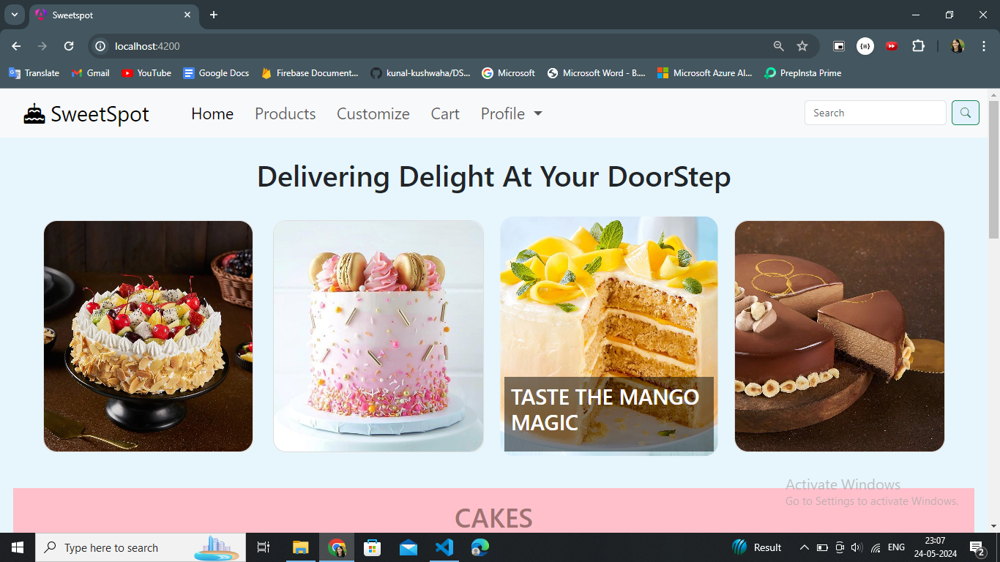 Sweetspot
localhost:4200
Translate
Gmail
YouTube
Google Docs
Firebase Document...
kunal-kushwaha/DS...
Microsoft
Microsoft Word - B....
Microsoft Azure AI...
PrepInsta Prime
SweetSpot
Home
Products
Customize
Cart
Profile
Search
Delivering Delight At Your DoorStep
TASTE THE MANGO
MAGIC
CAKES
Activate Windows
Go to Settings to activate Windows.
Type here to search
Result
ENG
23:07
24-05-2024
2